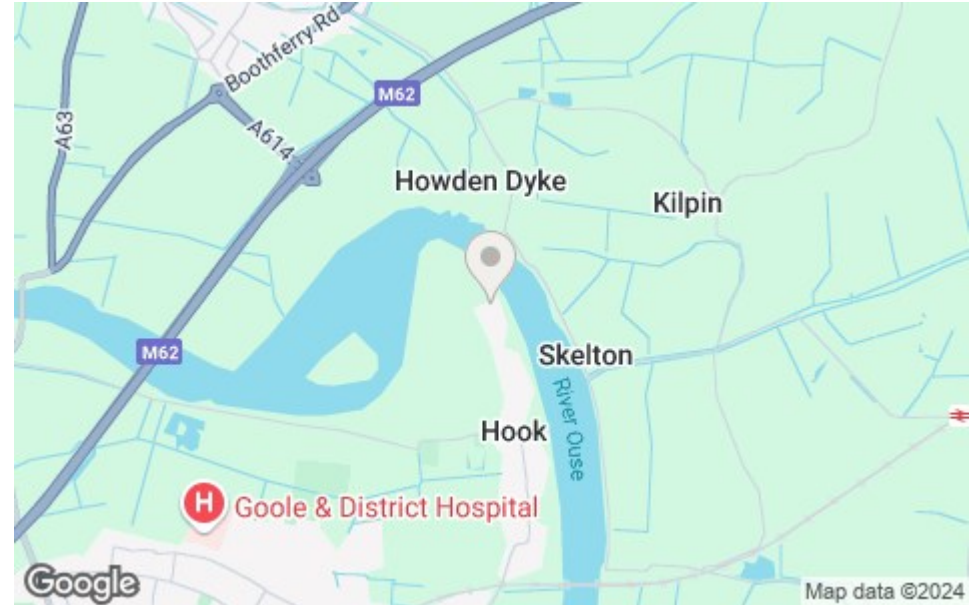 Boothferry Rd
M62
A63
A614
Howden Dyke
Kilpin
M62
Skelton
River Ouse
Hook
H
Goole & District Hospital
Google
Map data ©2024